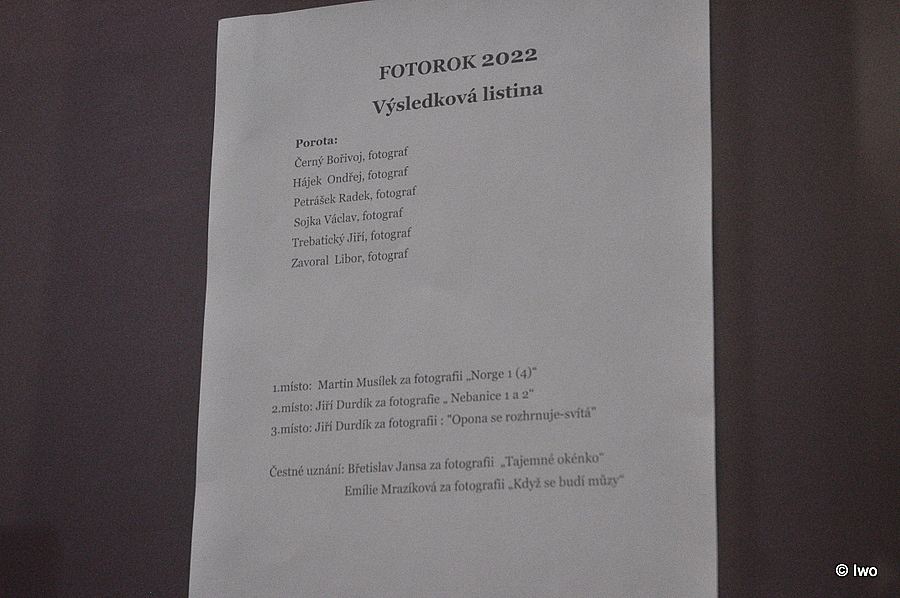 FOTOROK 2022
Výsledková listina
Porota:
Černý Bořivoj, fotograf
Hájek Ondřej, fotograf
Petrášek Radek, fotograf
Sojka Václav, fotograf
Trebatický Jiří, fotograf
Zavoral Libor, fotograf
1.místo: Martin Musílek za fotografii „Norge 1 (4)“
2.místo: Jiří Durdík za fotografie „ Nebanice 1 a 2“
3.místo: Jiří Durdík za fotografii : "Opona se rozhrnuje-svítá"
Čestné uznání: Břetislav Jansa za fotografii „Tajemné okénko“
Emílie Mrazíková za fotografii „Když se budí můzy“
© Iwo